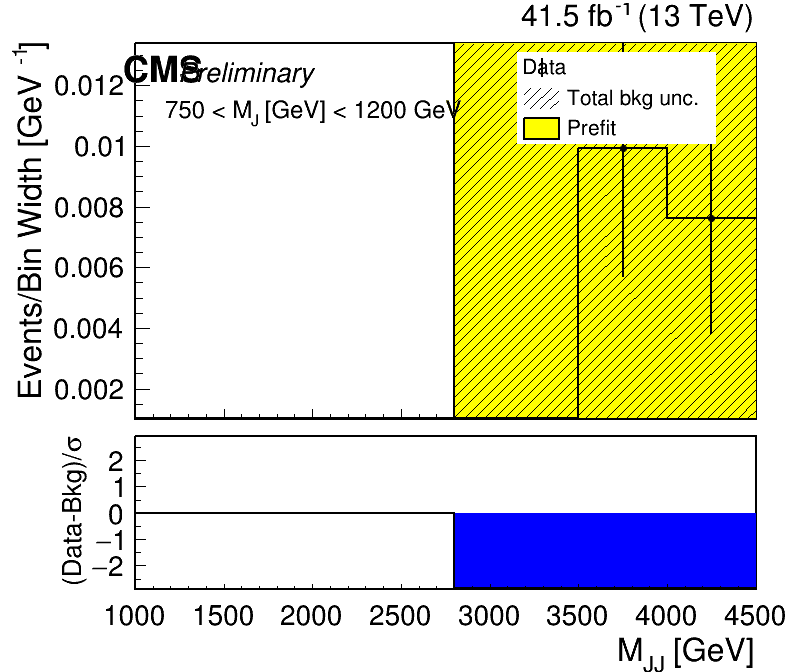 41.5 fb⁻¹ (13 TeV)
CMS Preliminary
750 < M_J [GeV] < 1200 GeV
Data
Total bkg unc.
Prefit
Events/Bin Width [GeV⁻¹]
0.012
0.01
0.008
0.006
0.004
0.002
(Data-Bkg)/σ
2
1
0
−1
−2
1000 1500 2000 2500 3000 3500 4000 4500
M_JJ [GeV]